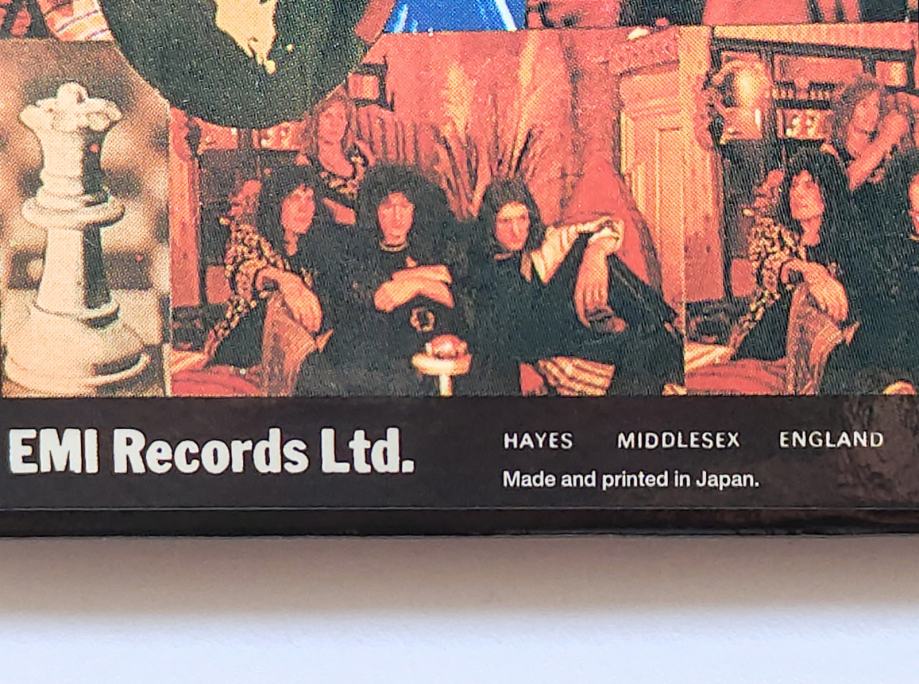 EMI Records Ltd.
HAYES MIDDLESEX ENGLAND
Made and printed in Japan.